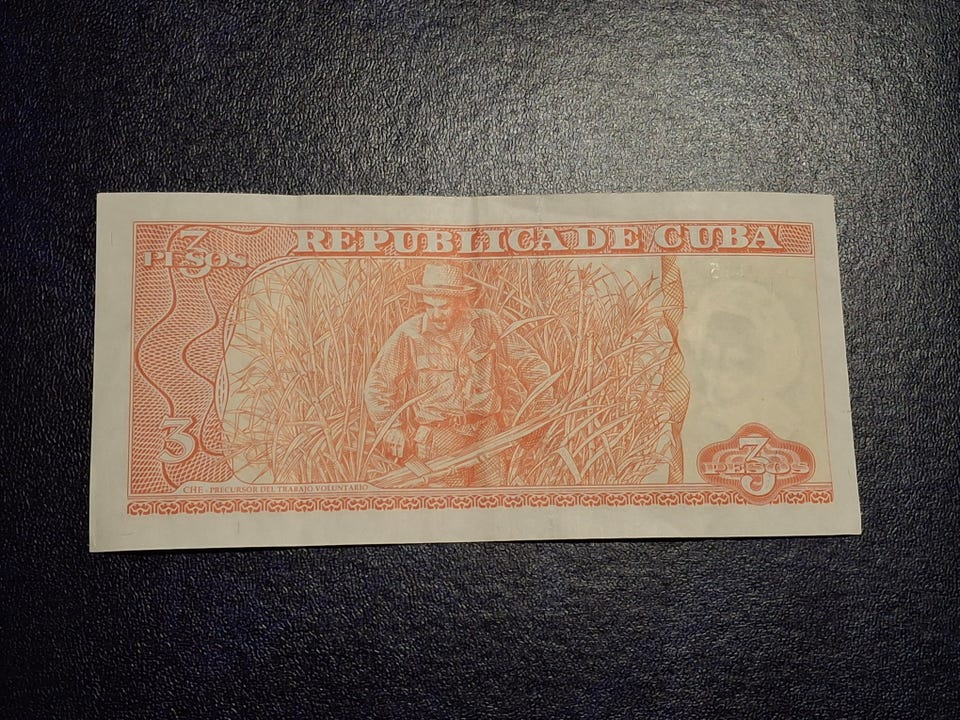 REPUBLICA DE CUBA
3
PESOS
3
3
PESOS
CHE - PRECURSOR DEL TRABAJO VOLUNTARIO